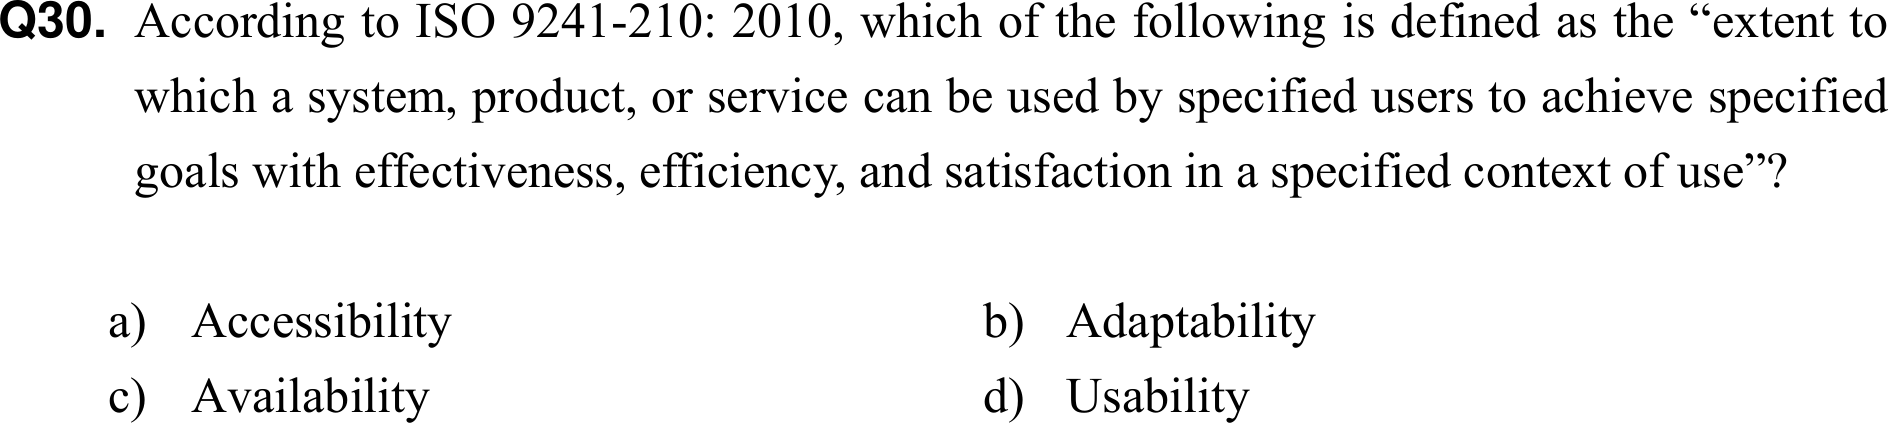 Q30. According to ISO 9241-210: 2010, which of the following is defined as the “extent to
which a system, product, or service can be used by specified users to achieve specified
goals with effectiveness, efficiency, and satisfaction in a specified context of use”?
a) Accessibility b) Adaptability
c) Availability d) Usability